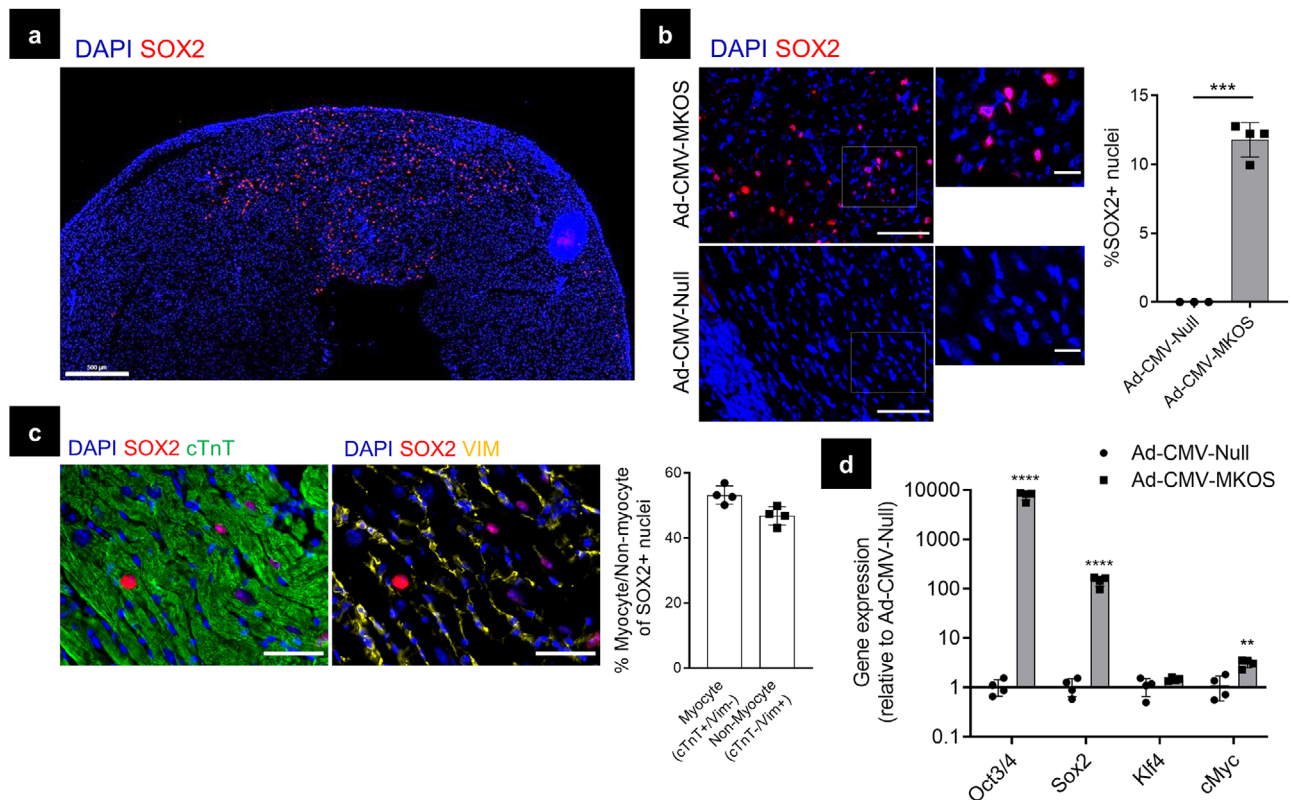 a
DAPI SOX2
500 µm
b
DAPI SOX2
Ad-CMV-MKOS
Ad-CMV-Null
%SOX2+ nuclei
15
10
5
0
***
Ad-CMV-Null
Ad-CMV-MKOS
c
DAPI SOX2 cTnT
DAPI SOX2 VIM
% Myocyte/Non-myocyte
of SOX2+ nuclei
60
40
20
0
Myocyte
(cTnT+/Vim-)
Non-Myocyte
(cTnT-/Vim+)
d
Ad-CMV-Null
Ad-CMV-MKOS
Gene expression
(relative to Ad-CMV-Null)
10000
1000
100
10
1
0.1
****
****
**
Oct3/4
Sox2
Klf4
cMyc